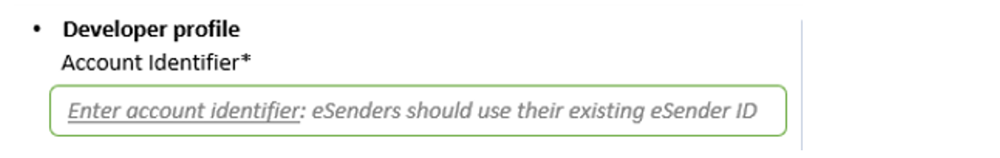 • Developer profile
Account Identifier*
Enter account identifier: eSenders should use their existing eSender ID